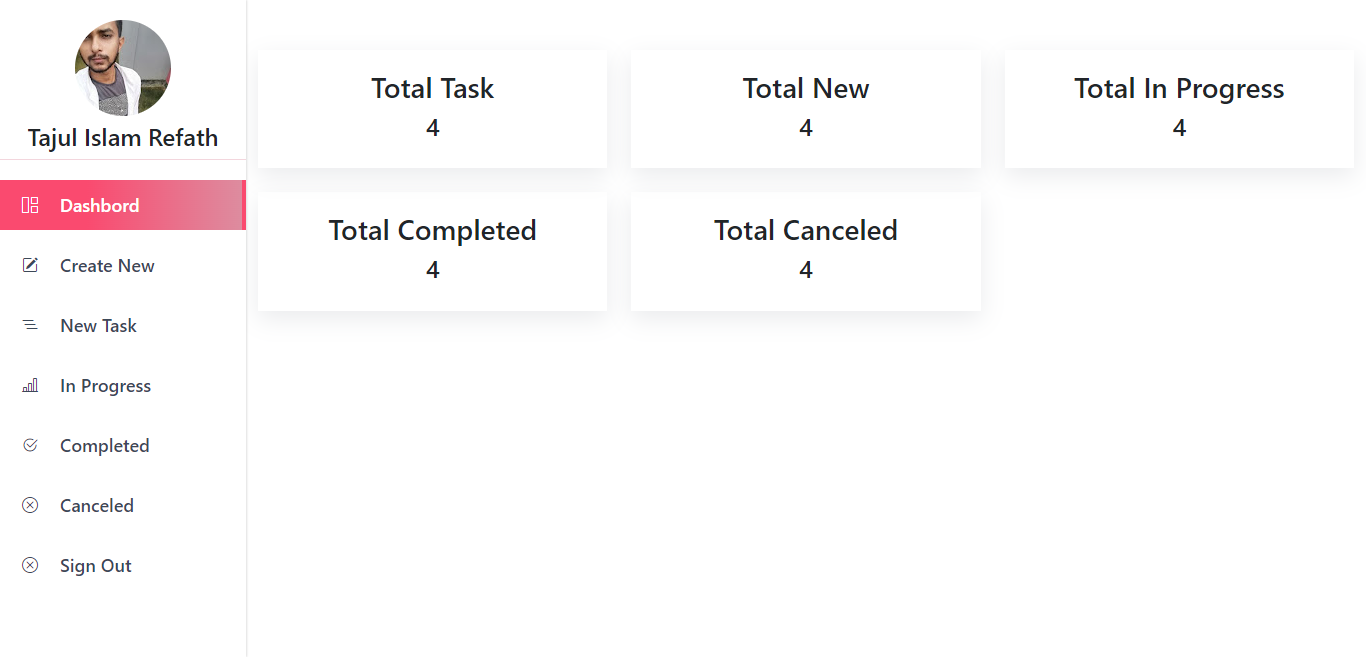 Tajul Islam Refath
Dashbord
Create New
New Task
In Progress
Completed
Canceled
Sign Out
Total Task
4
Total New
4
Total In Progress
4
Total Completed
4
Total Canceled
4